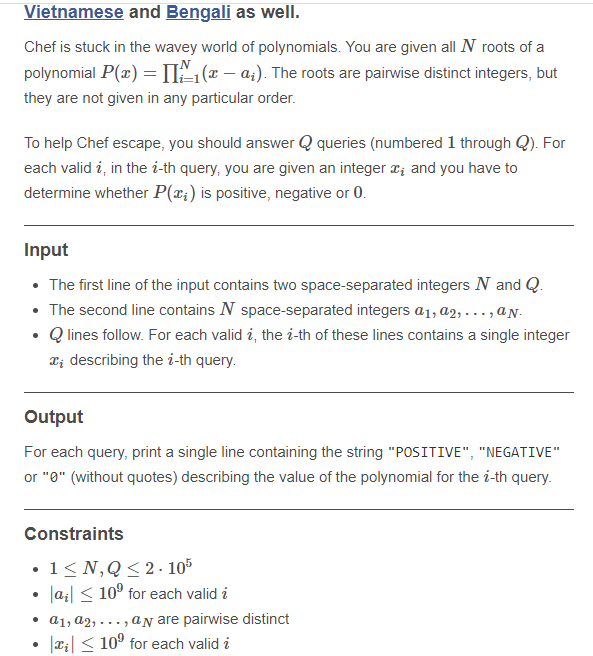 Vietnamese and Bengali as well.
Chef is stuck in the wavey world of polynomials. You are given all N roots of a
polynomial P(x) = ∏_{i=1}^{N}(x − a_i). The roots are pairwise distinct integers, but
they are not given in any particular order.
To help Chef escape, you should answer Q queries (numbered 1 through Q). For
each valid i, in the i-th query, you are given an integer x_i and you have to
determine whether P(x_i) is positive, negative or 0.
Input
• The first line of the input contains two space-separated integers N and Q.
• The second line contains N space-separated integers a_1, a_2, . . . , a_N.
• Q lines follow. For each valid i, the i-th of these lines contains a single integer
x_i describing the i-th query.
Output
For each query, print a single line containing the string "POSITIVE", "NEGATIVE"
or "0" (without quotes) describing the value of the polynomial for the i-th query.
Constraints
• 1 ≤ N, Q ≤ 2 · 10^5
• |a_i| ≤ 10^9 for each valid i
• a_1, a_2, . . . , a_N are pairwise distinct
• |x_i| ≤ 10^9 for each valid i